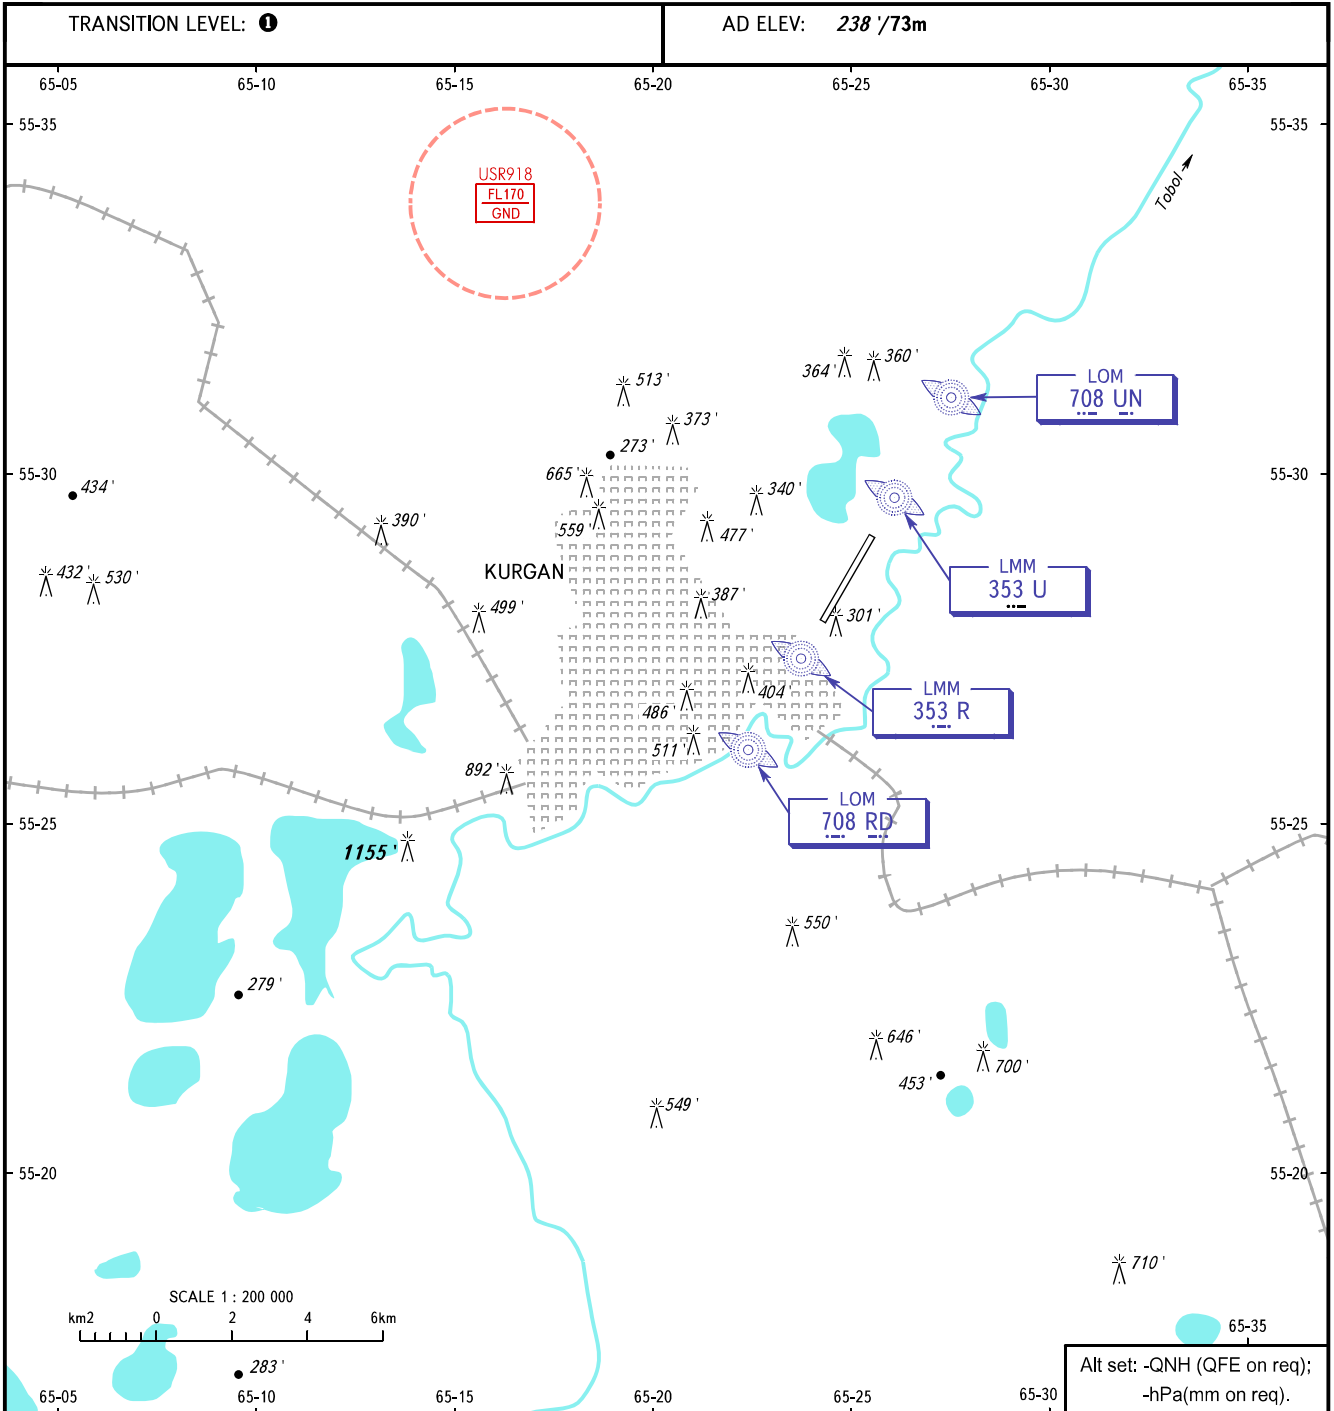 TRANSITION LEVEL: ❶
AD ELEV: 238 '/73m
65-05 65-10 65-15 65-20 65-25 65-30 65-35
55-35 55-35
USR918
FL170
GND
Tobol
364' 360'
513'
LOM
708 UN
373'
273'
55-30 55-30
665'
434'
340'
559'
390'
477'
LMM
353 U
KURGAN
432' 530'
387'
499'
301'
404'
LMM
353 R
486'
511'
892'
LOM
708 RD
55-25 55-25
1155'
550'
279'
646'
700'
453'
549'
55-20 55-20
710'
SCALE 1 : 200 000
km2 0 2 4 6km
65-35
283'
Alt set: -QNH (QFE on req);
-hPa(mm on req).
65-05 65-10 65-15 65-20 65-25 65-30